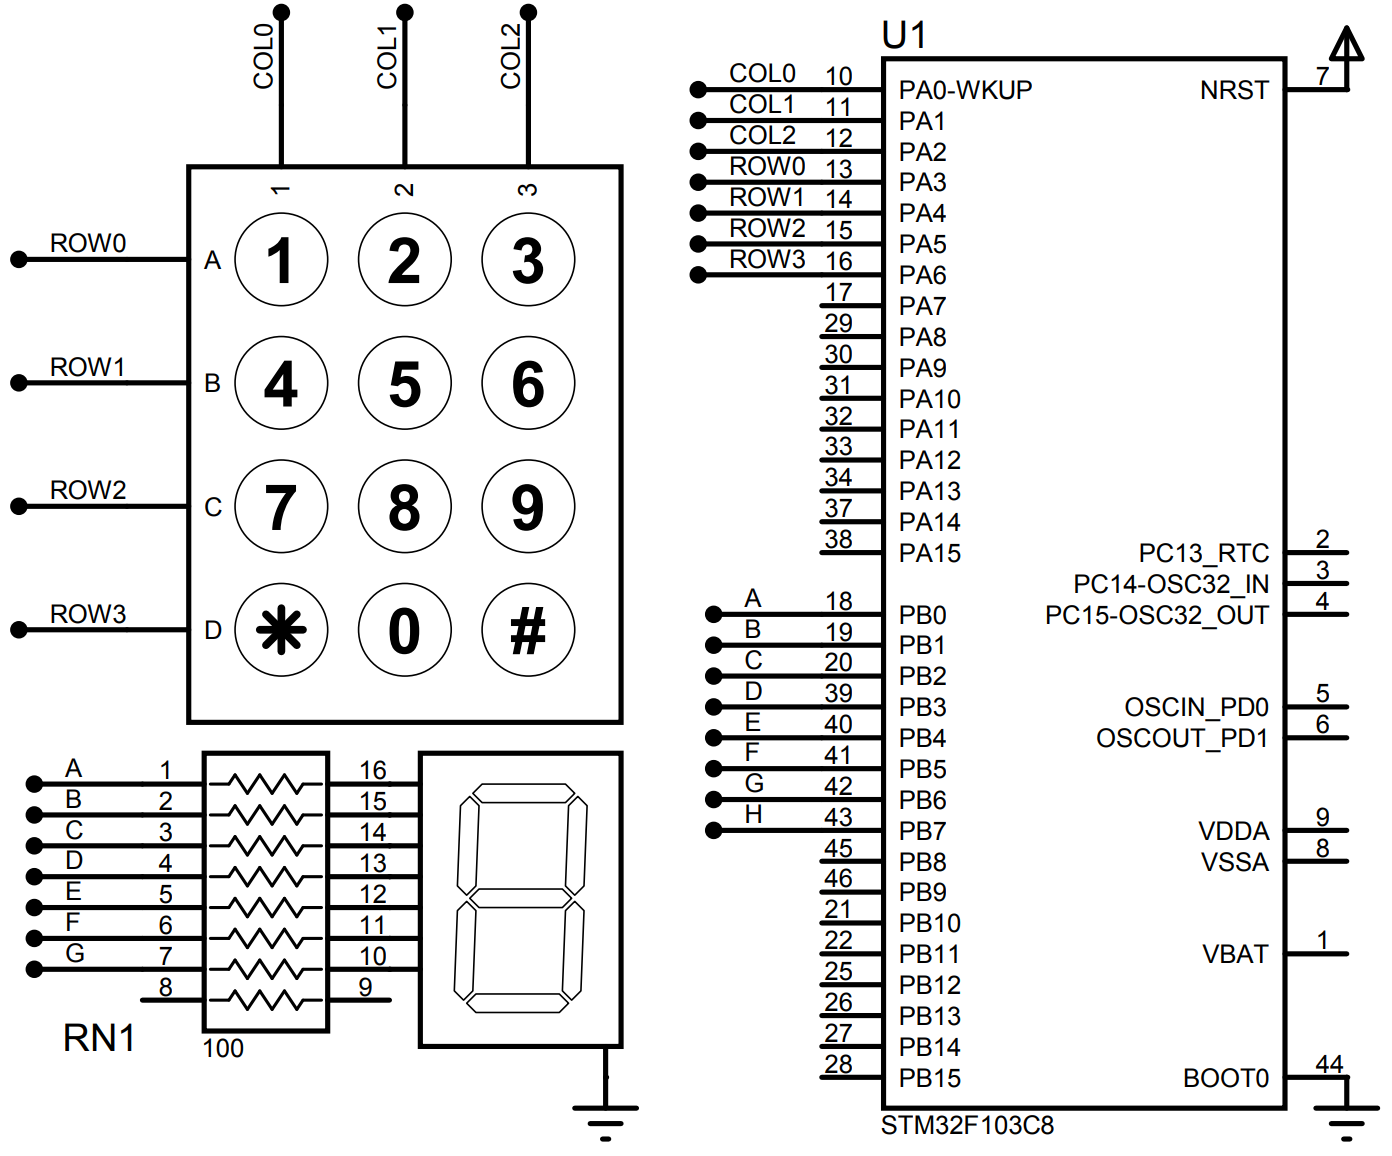 COL0
COL1
COL2
1
2
3
ROW0
A
1 2 3
ROW1
B
4 5 6
ROW2
C
7 8 9
ROW3
D
* 0 #
A 1 16
B 2 15
C 3 14
D 4 13
E 5 12
F 6 11
G 7 10
8 9
RN1
100
U1
COL0 10 PA0-WKUP
COL1 11 PA1
COL2 12 PA2
ROW0 13 PA3
ROW1 14 PA4
ROW2 15 PA5
ROW3 16 PA6
17 PA7
29 PA8
30 PA9
31 PA10
32 PA11
33 PA12
34 PA13
37 PA14
38 PA15
A 18 PB0
B 19 PB1
C 20 PB2
D 39 PB3
E 40 PB4
F 41 PB5
G 42 PB6
H 43 PB7
45 PB8
46 PB9
21 PB10
22 PB11
25 PB12
26 PB13
27 PB14
28 PB15
NRST 7
PC13_RTC 2
PC14-OSC32_IN 3
PC15-OSC32_OUT 4
OSCIN_PD0 5
OSCOUT_PD1 6
VDDA 9
VSSA 8
VBAT 1
BOOT0 44
STM32F103C8